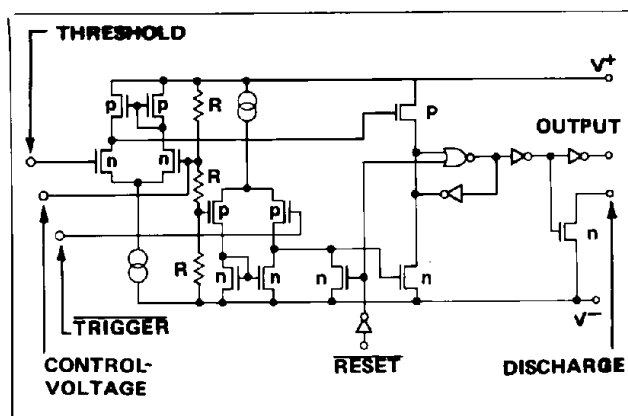 THRESHOLD
V+
p p R p
OUTPUT
n n
R p p
n
R n n n n
V-
TRIGGER
CONTROL-
VOLTAGE
RESET
DISCHARGE